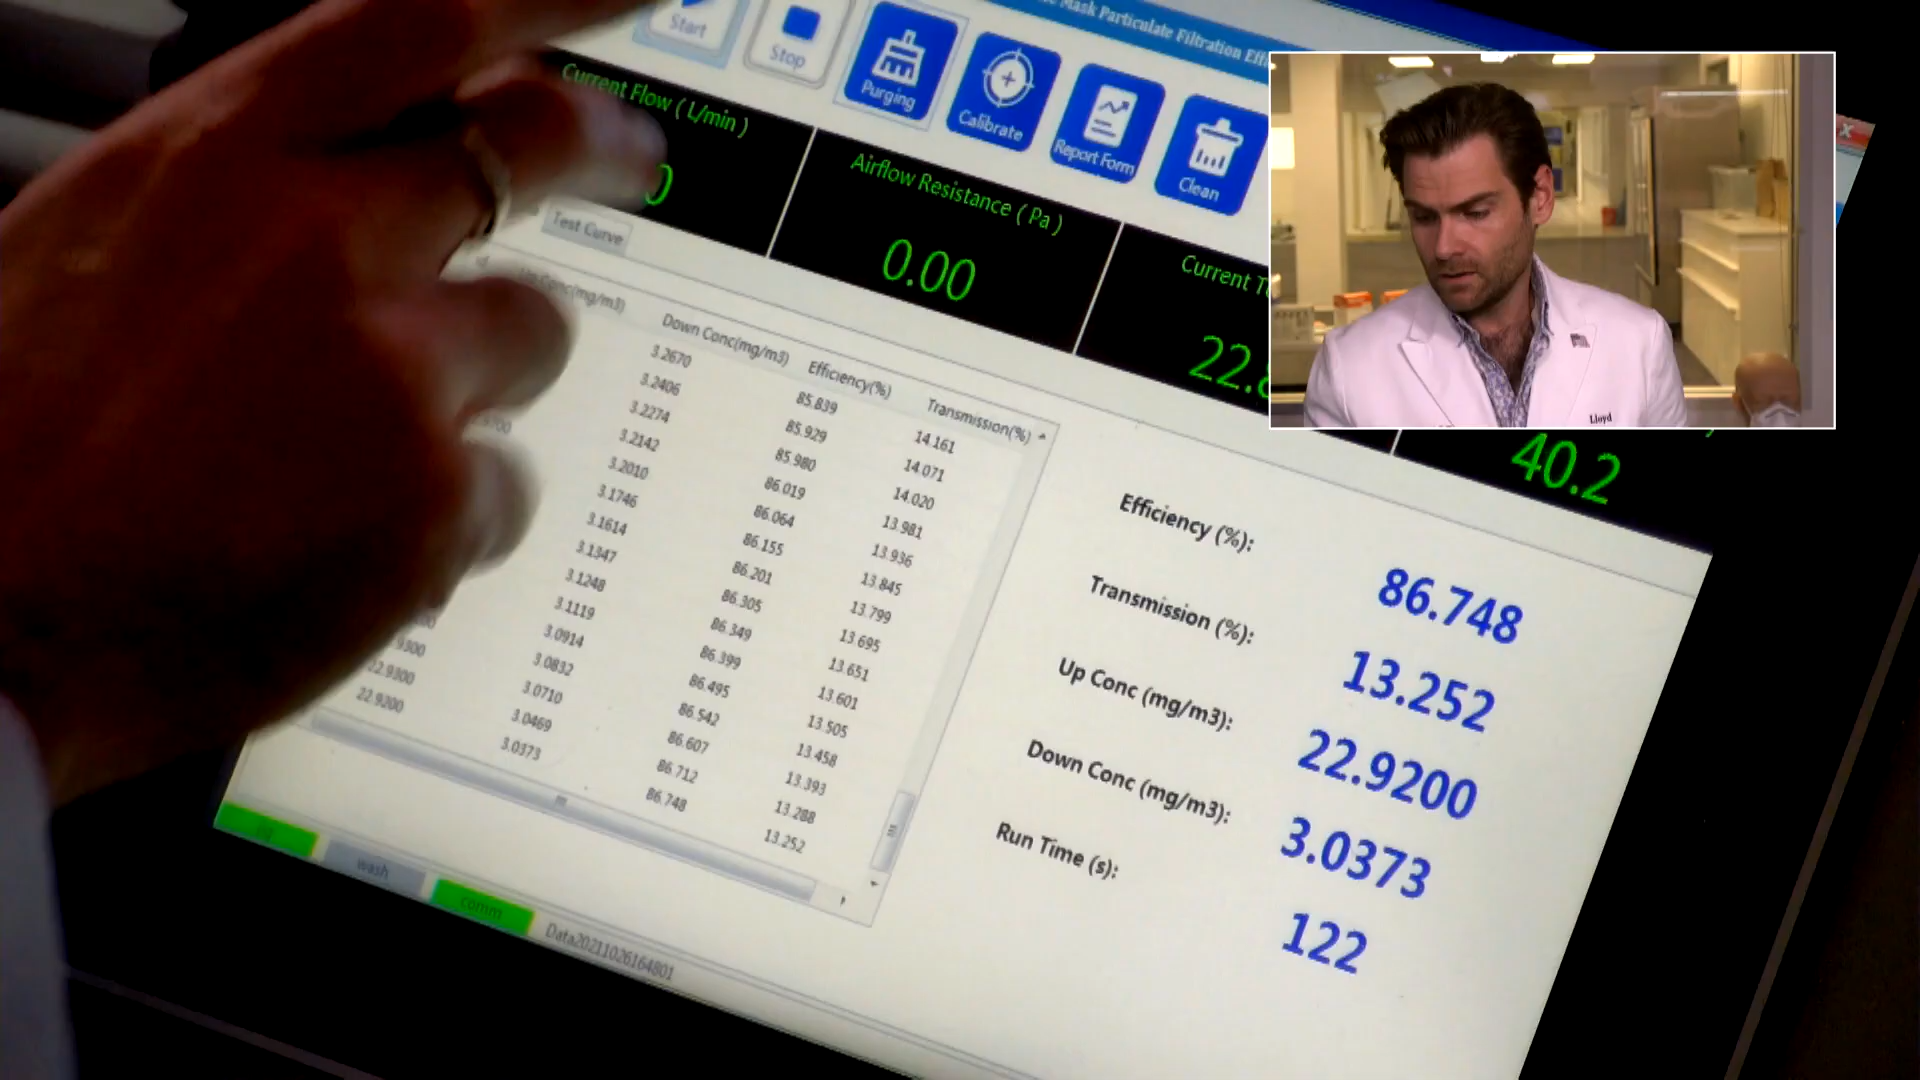 Mask Particulate Filtration
Start
Stop
Purging
Calibrate
Report Form
Clean
Current Flow ( L/min )
0
Airflow Resistance ( Pa )
0.00
Current
22.8
40.2
Test Curve
Conc(mg/m3) Down Conc(mg/m3) Efficiency(%) Transmission(%)
3.2670 85.839 14.161
3.2406 85.929 14.071
3.2274 85.980 14.020
3.2142 86.019 13.981
3.2010 86.064 13.936
3.1746 86.155 13.845
3.1614 86.201 13.799
3.1347 86.305 13.695
3.1248 86.349 13.651
3.1119 86.399 13.601
3.0914 86.495 13.505
3.0832 86.542 13.458
.9300 3.0710 86.607 13.393
22.9300 3.0469 86.712 13.288
22.9200 3.0373 86.748 13.252
Efficiency (%): 86.748
Transmission (%): 13.252
Up Conc (mg/m3): 22.9200
Down Conc (mg/m3): 3.0373
Run Time (s): 122
wash
comm
Data20211026164801
Lloyd